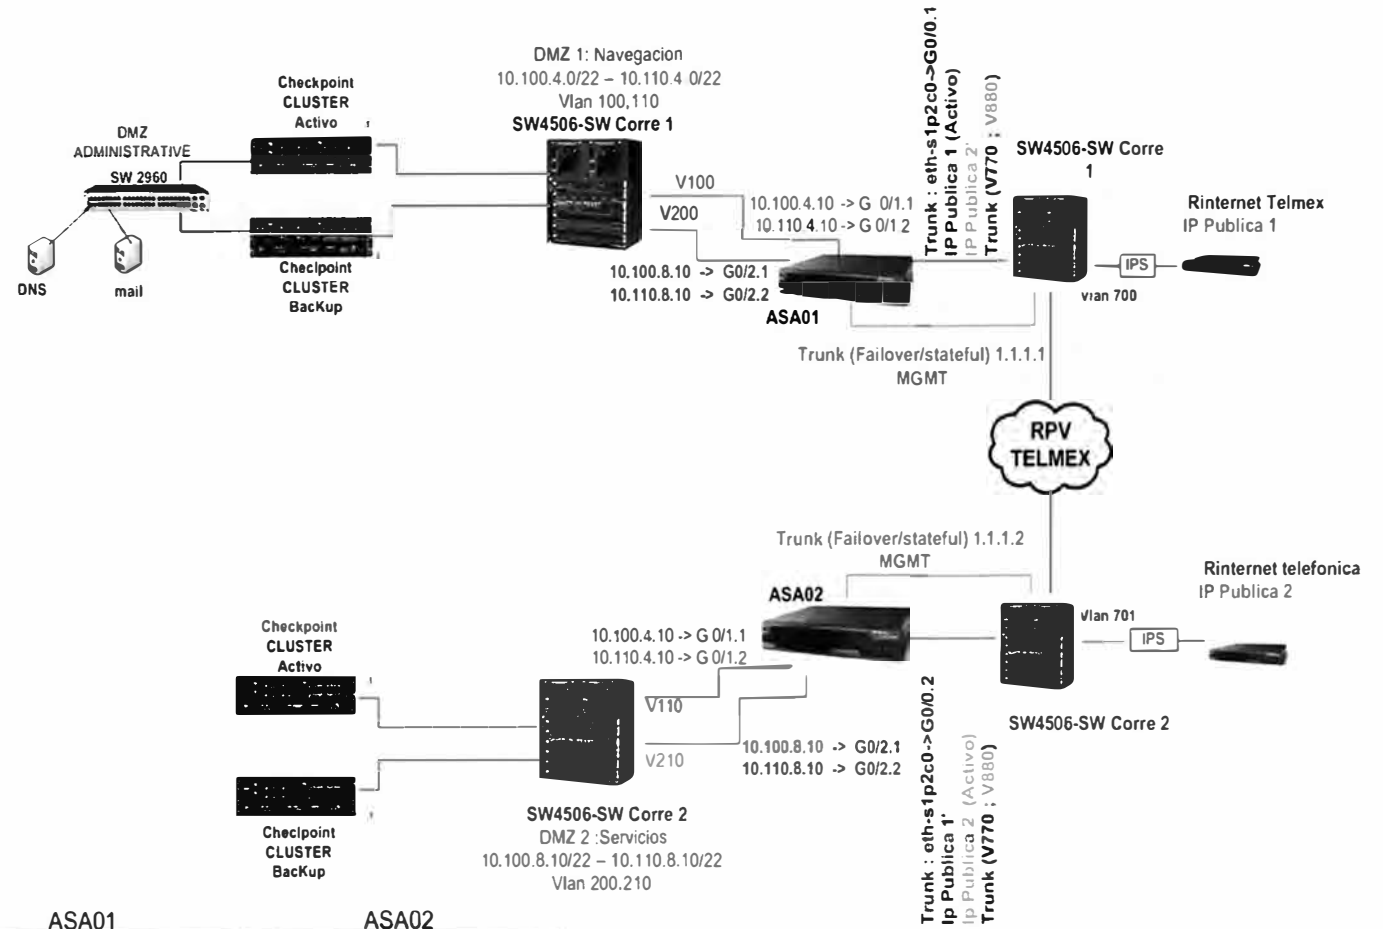 DMZ 1: Navegacion
10.100.4.0/22 – 10.110.4 0/22
Vlan 100,110
SW4506-SW Corre 1
Checkpoint
CLUSTER
Activo
DMZ
ADMINISTRATIVE
SW 2960
DNS
mail
Checlpoint
CLUSTER
BacKup
V100
V200
10.100.4.10 -> G 0/1.1
10.110.4.10 -> G 0/1 2
10.100.8.10 -> G0/2.1
10.110.8.10 -> G0/2.2
ASA01
Trunk : eth-s1p2c0->G0/0.1
IP Publica 1 (Activo)
IP Publica 2'
Trunk (V770 ; V880)
SW4506-SW Corre
1
Rinternet Telmex
IP Publica 1
IPS
Vlan 700
Trunk (Failover/stateful) 1.1.1.1
MGMT
RPV
TELMEX
Trunk (Failover/stateful) 1.1.1.2
MGMT
ASA02
Rinternet telefonica
IP Publica 2
Vlan 701
IPS
SW4506-SW Corre 2
10.100.4.10 -> G 0/1.1
10.110.4.10 -> G 0/1.2
Checkpoint
CLUSTER
Activo
V110
V210
10.100.8.10 -> G0/2.1
10.110.8.10 -> G0/2.2
Trunk : eth-s1p2c0->G0/0.2
Ip Publica 1'
Ip Publica 2 (Activo)
Trunk (V770 ; V880)
Checlpoint
CLUSTER
BacKup
SW4506-SW Corre 2
DMZ 2 :Servicios
10.100.8.10/22 – 10.110.8.10/22
Vlan 200.210
ASA01
ASA02